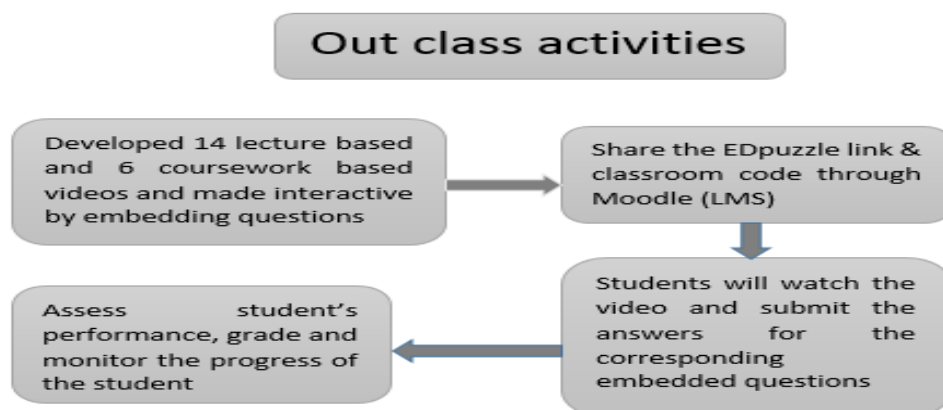 Out class activities
Developed 14 lecture based
and 6 coursework based
videos and made interactive
by embedding questions
Share the EDpuzzle link &
classroom code through
Moodle (LMS)
Students will watch the
video and submit the
answers for the
corresponding
embedded questions
Assess student's
performance, grade and
monitor the progress of
the student